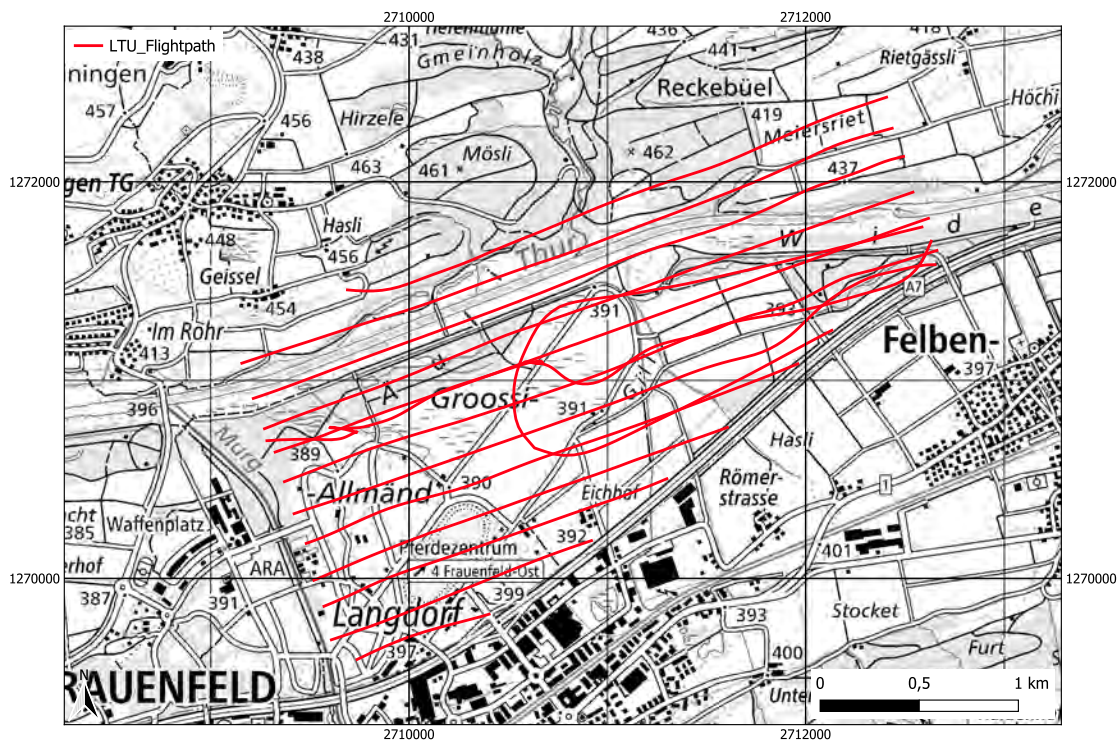 2710000
2712000
LTU_Flightpath
431
438
Gmeinholz
436
441
418
Rietgässli
ningen
457
Reckebüel
419
Höchi
456
Hirzele
Meiersriet
463
Mösli
461
462
437
1272000
1272000
gen TG
Hasli
448
456
Thur
W i d e
Geissel
454
A7
393
391
Im Rohr
413
Felben-
d
A
Grossi-
Gill
397
396
391
Murg
389
Hasli
390
-Allmand
Eichhof
Römer-
strasse
1
385
Waffenplatz
392
Pferdezentrum
401
ARA
4 Frauenfeld-Ost
1270000
1270000
387
391
399
Langdorf
393
Stocket
397
Furt
400
RAUENFELD
N
0
0,5
1 km
2710000
2712000